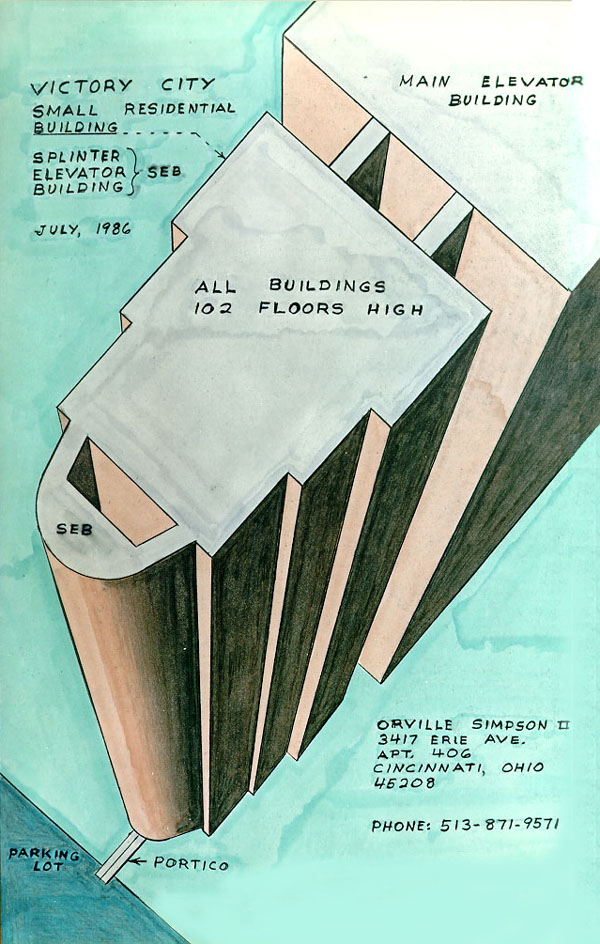 VICTORY CITY
SMALL RESIDENTIAL
BUILDING
SPLINTER
ELEVATOR
BUILDING} SEB
JULY, 1986
MAIN ELEVATOR
BUILDING
ALL BUILDINGS
102 FLOORS HIGH
SEB
ORVILLE SIMPSON II
3417 ERIE AVE.
APT. 406
CINCINNATI, OHIO
45208
PHONE: 513-871-9571
PARKING
LOT
PORTICO